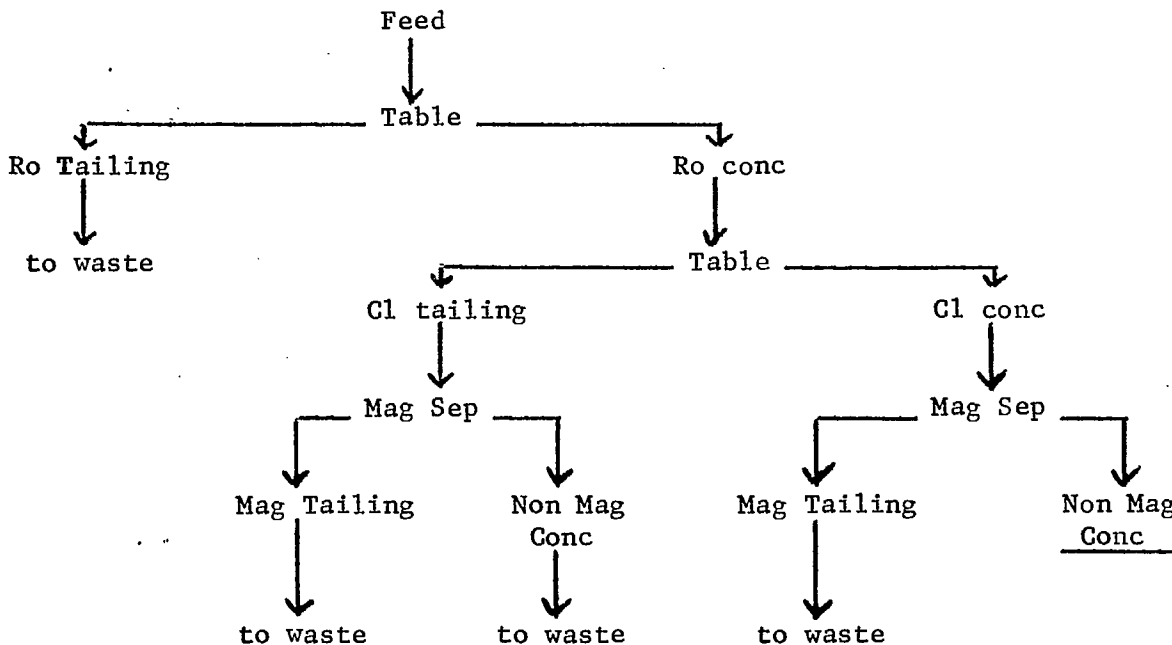 Feed
Table
Ro Tailing
Ro conc
to waste
Table
Cl tailing
Cl conc
Mag Sep
Mag Sep
Mag Tailing
Non Mag
Conc
Mag Tailing
Non Mag
Conc
to waste
to waste
to waste